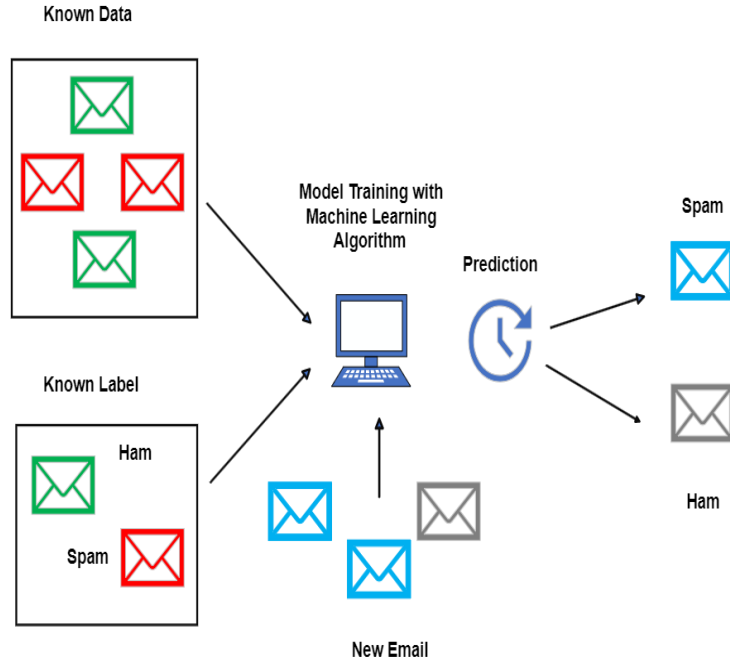 Known Data
Model Training with
Machine Learning
Algorithm
Prediction
Spam
Known Label
Ham
Spam
Ham
New Email